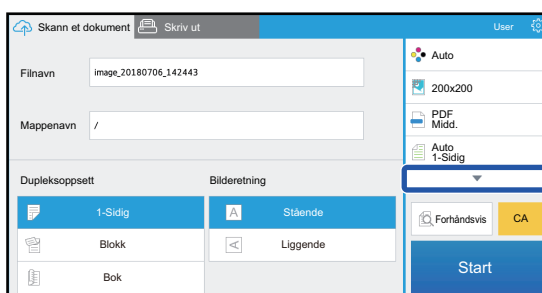 Skann et dokument
Skriv ut
User
Filnavn
image_20180706_142443
Mappenavn
/
Auto
200x200
PDF
Midd.
Auto
1-Sidig
Dupleksoppsett
Bilderetning
1-Sidig
A Stående
Blokk
A Liggende
Bok
Forhåndsvis
CA
Start